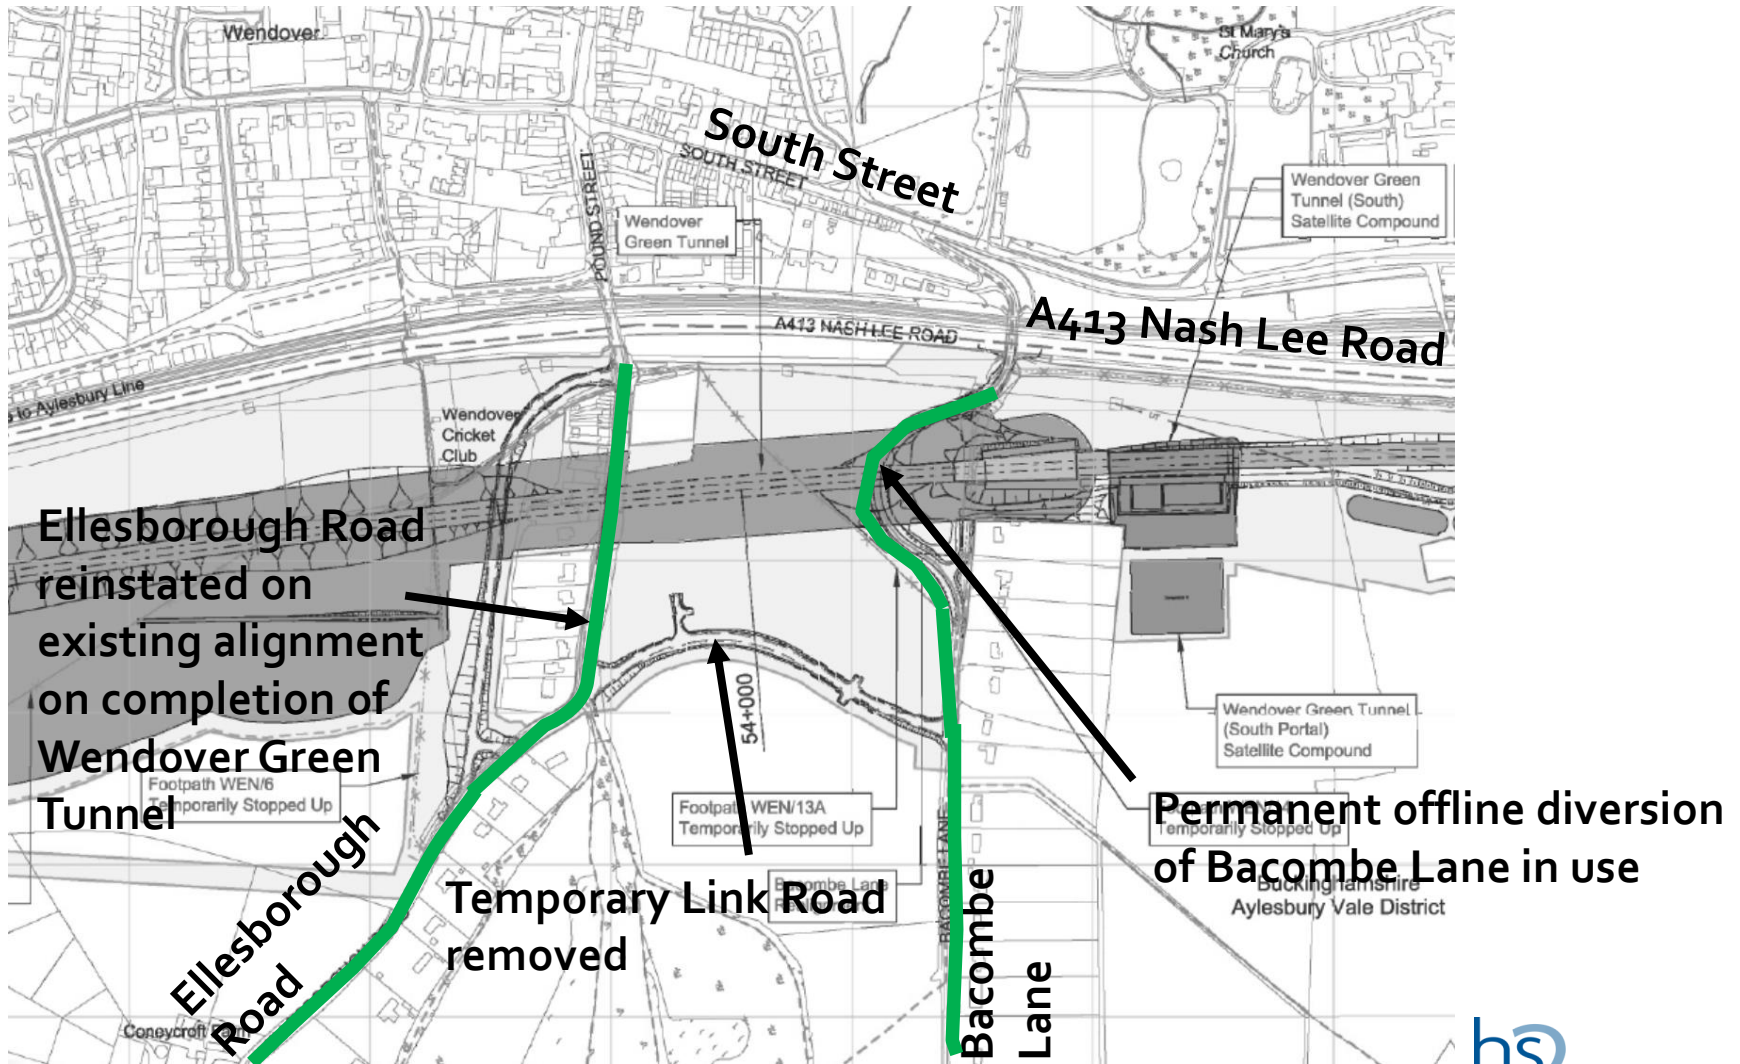 Wendover
St Mary's
Church
South Street
SOUTH STREET
POUND STREET
Wendover
Green Tunnel
Wendover Green
Tunnel (South)
Satellite Compound
A413 NASH LEE ROAD
A413 Nash Lee Road
to Aylesbury Line
Wendover
Cricket
Club
Ellesborough Road
reinstated on
existing alignment
on completion of
Wendover Green
Tunnel
54+000
Wendover Green Tunnel
(South Portal)
Satellite Compound
Footpath WEN/6
Temporarily Stopped Up
Footpath WEN/13A
Temporarily Stopped Up
Temporarily Stopped Up
Permanent offline diversion
of Bacombe Lane in use
Bacombe Lane
Temporary Link Road
removed
BACOMBE LANE
Bacombe
Lane
Buckinghamshire
Aylesbury Vale District
Ellesborough
Road
Coneycroft Farm
hs2